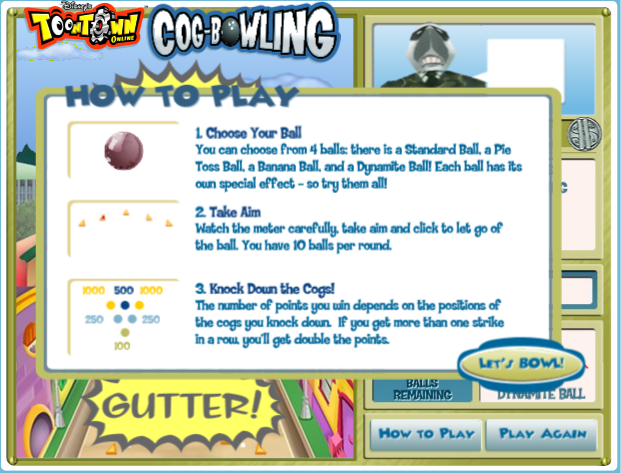 Disney's
TOONTOWN
ONLINE
COG-BOWLING
HOW TO PLAY
1. Choose Your Ball
You can choose from 4 balls: there is a Standard Ball, a Pie
Toss Ball, a Banana Ball, and a Dynamite Ball! Each ball has its
own special effect - so try them all!
2. Take Aim
Watch the meter carefully, take aim and click to let go of
the ball. You have 10 balls per round.
1000 500 1000
250 250
100
3. Knock Down the Cogs!
The number of points you win depends on the positions of
the cogs you knock down. If you get more than one strike
in a row, you'll get double the points.
LET'S BOWL!
GUTTER!
BALLS
REMAINING
DYNAMITE BALL
HOW TO PLAY
PLAY AGAIN